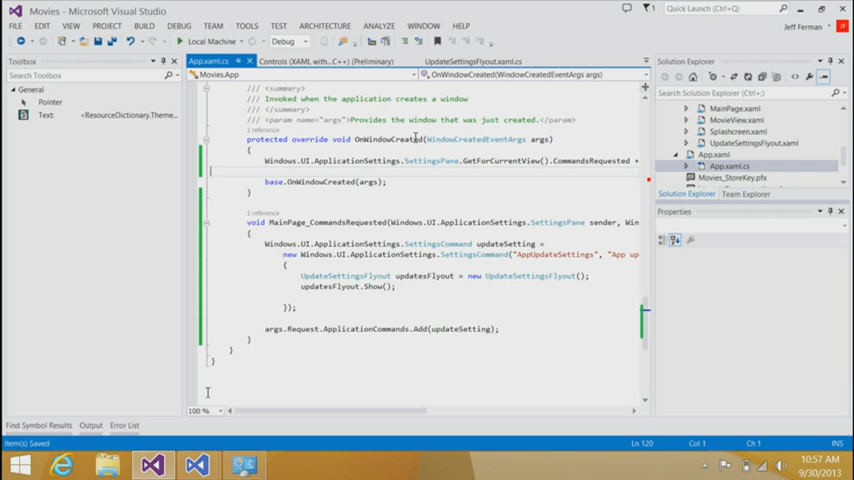 Movies - Microsoft Visual Studio
Quick Launch (Ctrl+Q)
FILE EDIT VIEW PROJECT BUILD DEBUG TEAM TOOLS TEST ARCHITECTURE ANALYZE WINDOW HELP
Jeff Ferman
Local Machine
Debug
Toolbox
General
Pointer
Text: <ResourceDictionary.Theme...
App.xaml.cs
Controls (XAML with...C++) (Preliminary)
UpdateSettingsFlyout.xaml.cs
Movies.App
OnWindowCreated(WindowCreatedEventArgs args)
/// <summary>
/// Invoked when the application creates a window
/// </summary>
/// <param name="args">Provides the window that was just created.</param>
1 reference
protected override void OnWindowCreated(WindowCreatedEventArgs args)
{
Windows.UI.ApplicationSettings.SettingsPane.GetForCurrentView().CommandsRequested +
base.OnWindowCreated(args);
}
1 reference
void MainPage_CommandsRequested(Windows.UI.ApplicationSettings.SettingsPane sender, Win
{
Windows.UI.ApplicationSettings.SettingsCommand updateSetting =
new Windows.UI.ApplicationSettings.SettingsCommand("AppUpdateSettings", "App up
{
UpdateSettingsFlyout updatesFlyout = new UpdateSettingsFlyout();
updatesFlyout.Show();
});
args.Request.ApplicationCommands.Add(updateSetting);
}
}
}
100 %
Solution Explorer
Search Solution Explorer (Ctrl+;)
MainPage.xaml
MovieView.xaml
Splashcreen.xaml
UpdateSettingsFlyout.xaml
App.xaml
App.xaml.cs
Movies_StoreKey.pfx
Solution Explorer Team Explorer
Properties
Find Symbol Results Output Error List
Item(s) Saved
Ln 120 Col 1 Ch 1 INS
10:57 AM
9/30/2013